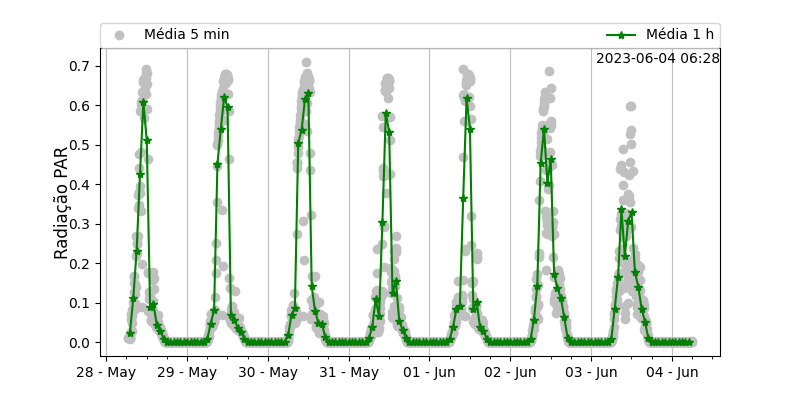 Média 5 min
Média 1 h
2023-06-04 06:28
Radiação PAR
0.7
0.6
0.5
0.4
0.3
0.2
0.1
0.0
28 - May
29 - May
30 - May
31 - May
01 - Jun
02 - Jun
03 - Jun
04 - Jun